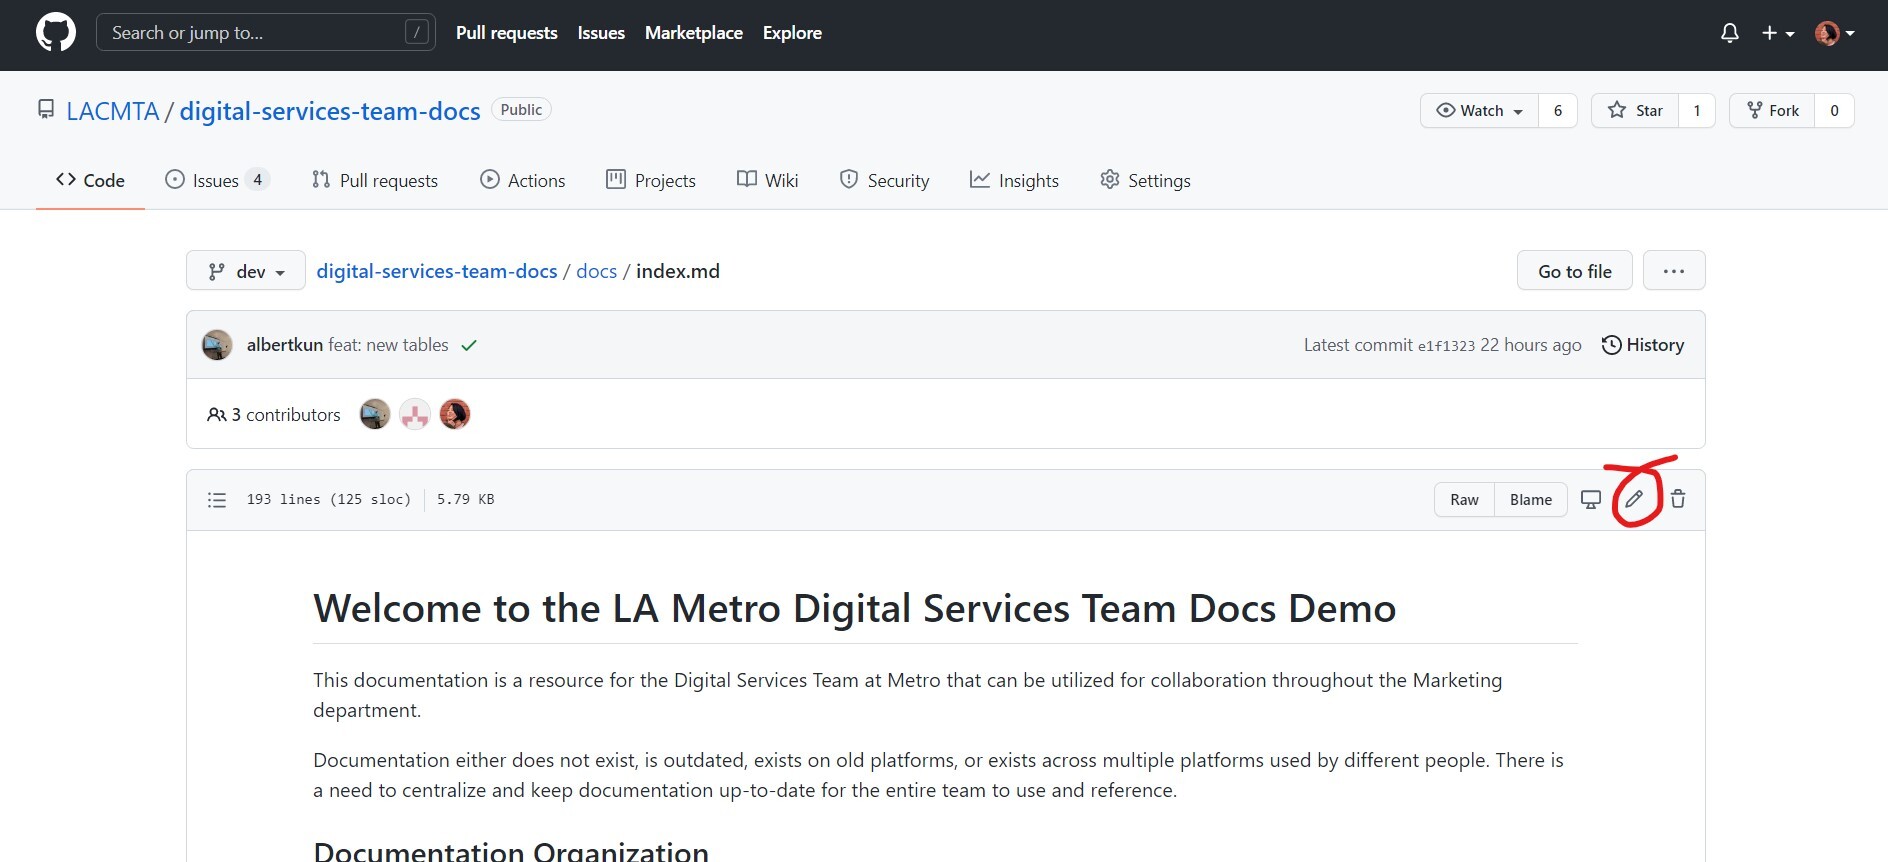 Search or jump to... / Pull requests Issues Marketplace Explore
LACMTA / digital-services-team-docs Public Watch 6 Star 1 Fork 0
Code Issues 4 Pull requests Actions Projects Wiki Security Insights Settings
dev digital-services-team-docs / docs / index.md Go to file ...
albertkun feat: new tables Latest commit e1f1323 22 hours ago History
3 contributors
193 lines (125 sloc) 5.79 KB Raw Blame
Welcome to the LA Metro Digital Services Team Docs Demo
This documentation is a resource for the Digital Services Team at Metro that can be utilized for collaboration throughout the Marketing
department.
Documentation either does not exist, is outdated, exists on old platforms, or exists across multiple platforms used by different people. There is
a need to centralize and keep documentation up-to-date for the entire team to use and reference.
Documentation Organization